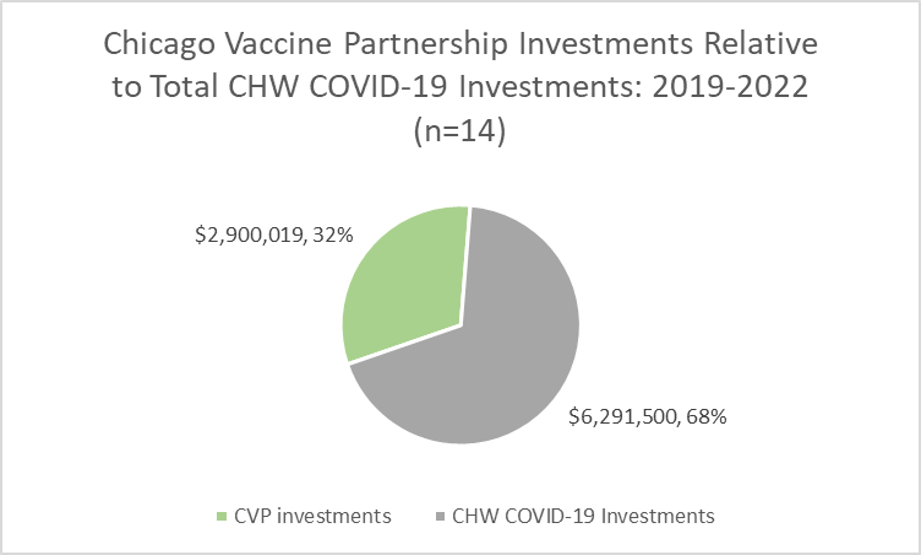 Chicago Vaccine Partnership Investments Relative
to Total CHW COVID-19 Investments: 2019-2022
(n=14)
$2,900,019, 32%
$6,291,500, 68%
CVP investments
CHW COVID-19 Investments